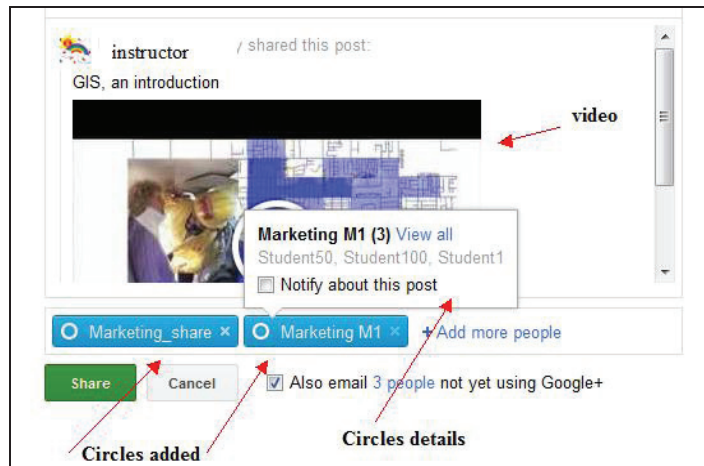 instructor y shared this post:
GIS, an introduction
video
Marketing M1 (3) View all
Student50, Student100, Student1
Notify about this post
Marketing_share × Marketing M1 × + Add more people
Share Cancel Also email 3 people not yet using Google+
Circles added
Circles details